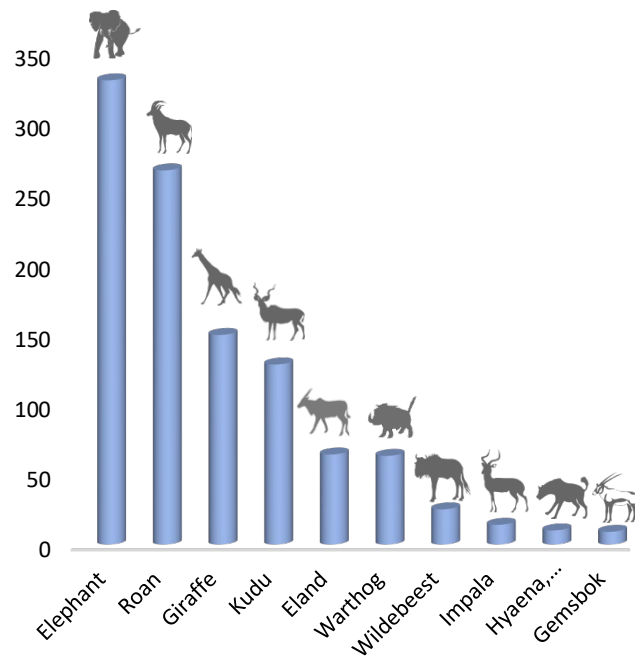 350
300
250
200
150
100
50
0
Elephant
Roan
Giraffe
Kudu
Eland
Warthog
Wildebeest
Impala
Hyaena,...
Gemsbok